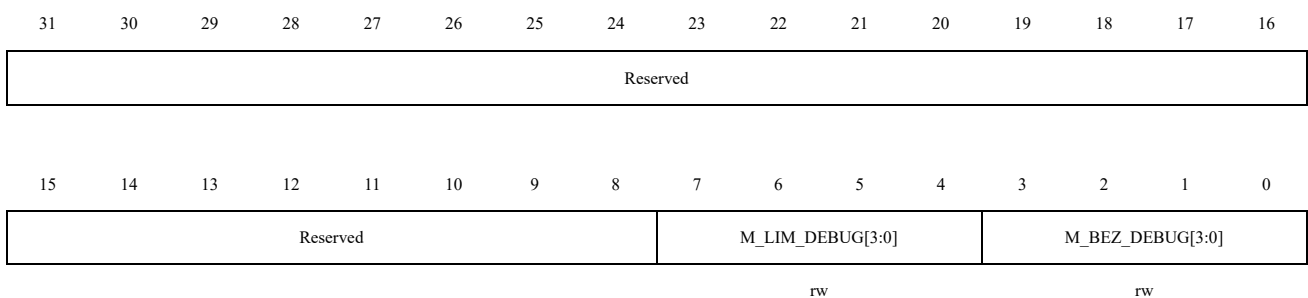 31 30 29 28 27 26 25 24 23 22 21 20 19 18 17 16
Reserved
15 14 13 12 11 10 9 8 7 6 5 4 3 2 1 0
Reserved M_LIM_DEBUG[3:0] M_BEZ_DEBUG[3:0]
rw rw